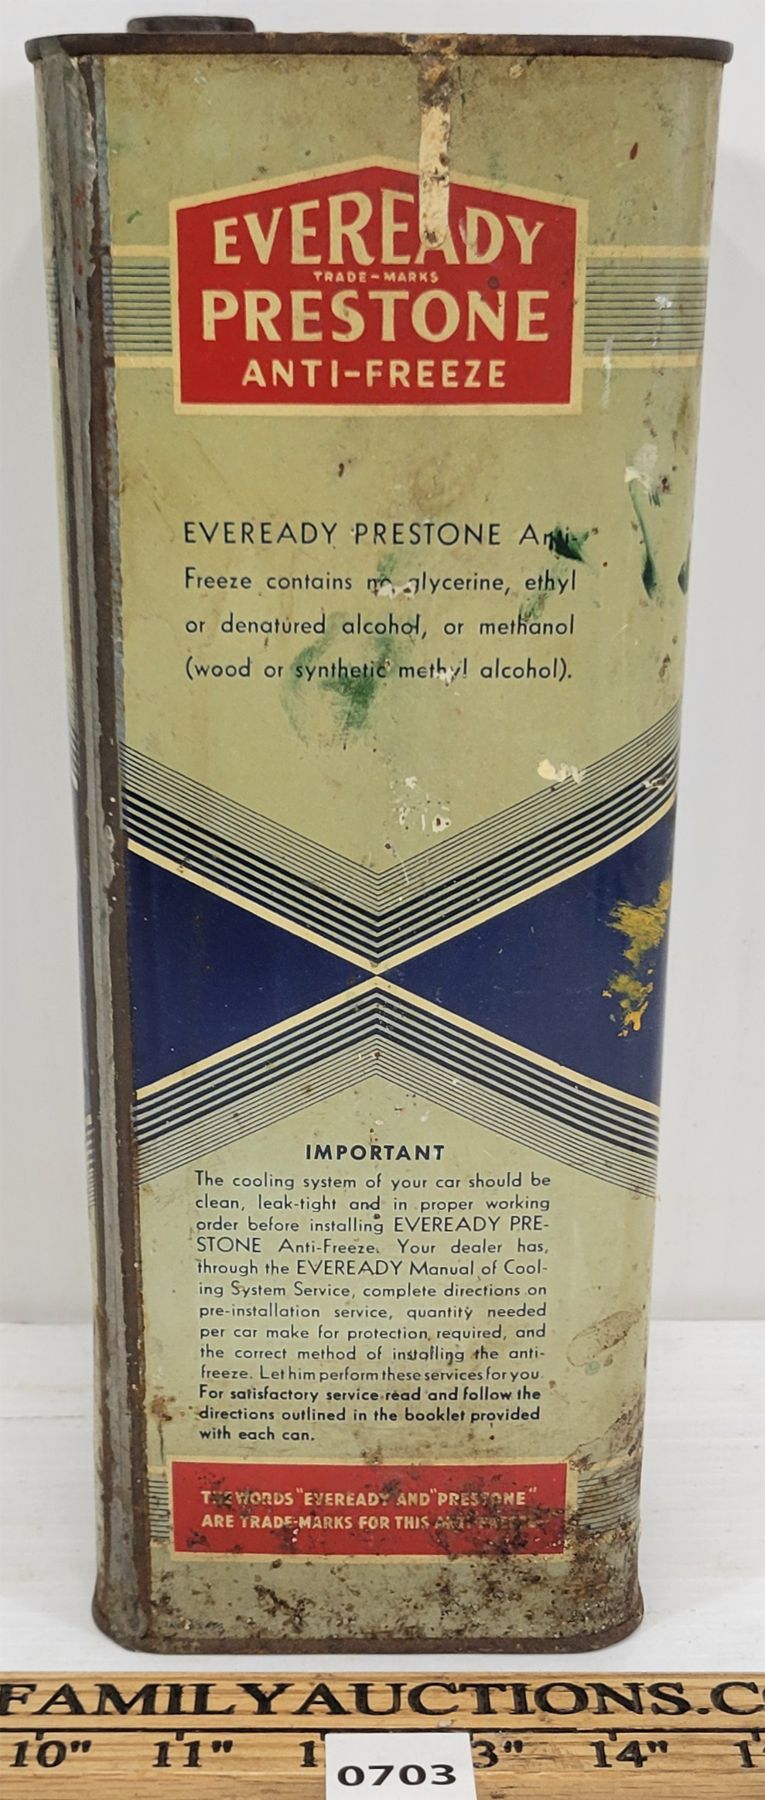 EVEREADY
TRADE-MARKS
PRESTONE
ANTI-FREEZE
EVEREADY PRESTONE Anti-
Freeze contains no glycerine, ethyl
or denatured alcohol, or methanol
(wood or synthetic methyl alcohol).
IMPORTANT
The cooling system of your car should be
clean, leak-tight and in proper working
order before installing EVEREADY PRE-
STONE Anti-Freeze. Your dealer has,
through the EVEREADY Manual of Cool-
ing System Service, complete directions on
pre-installation service, quantity needed
per car make for protection required, and
the correct method of installing the anti-
freeze. Let him perform these services for you.
For satisfactory service read and follow the
directions outlined in the booklet provided
with each can.
THE WORDS "EVEREADY" AND "PRESTONE"
ARE TRADE-MARKS FOR THIS ANTI-FREEZE
FAMILYAUCTIONS.C
10" 11" 1 3" 14" 1
0703